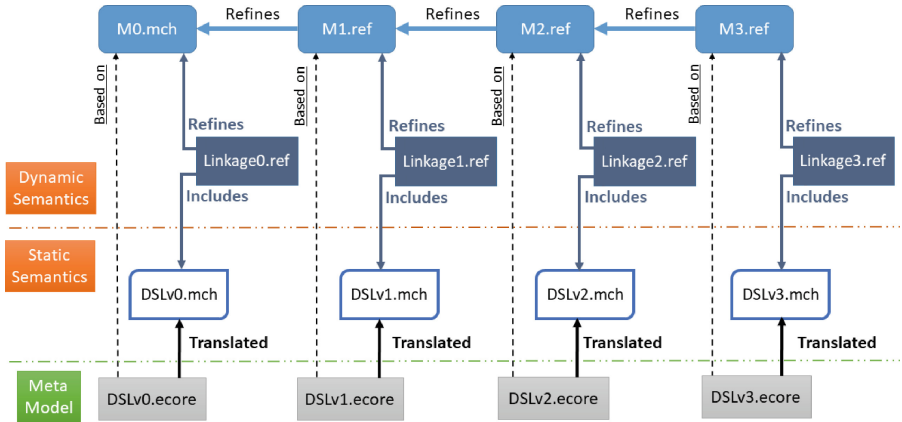 Refines Refines Refines
M0.mch M1.ref M2.ref M3.ref
Based on Based on Based on Based on
Refines Refines Refines Refines
Linkage0.ref Linkage1.ref Linkage2.ref Linkage3.ref
Dynamic
Semantics
Includes Includes Includes Includes
Static
Semantics
DSLv0.mch DSLv1.mch DSLv2.mch DSLv3.mch
Translated Translated Translated Translated
Meta
Model
DSLv0.ecore DSLv1.ecore DSLv2.ecore DSLv3.ecore